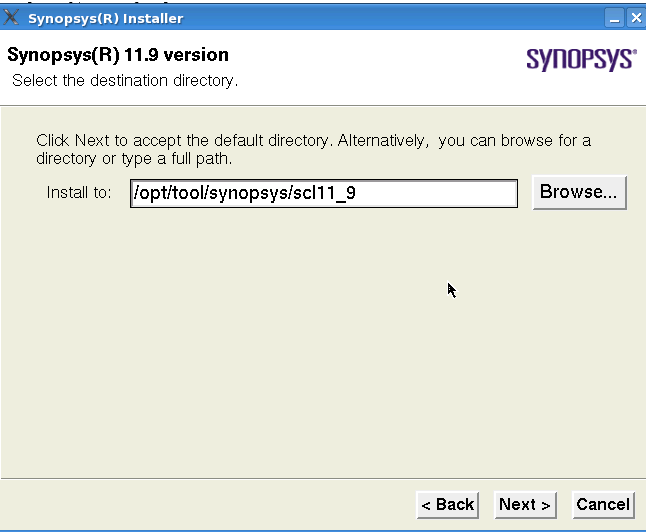 Synopsys(R) Installer
Synopsys(R) 11.9 version
SYNOPSYS®
Select the destination directory.
Click Next to accept the default directory. Alternatively, you can browse for a
directory or type a full path.
Install to: /opt/tool/synopsys/scl11_9 Browse...
< Back Next > Cancel